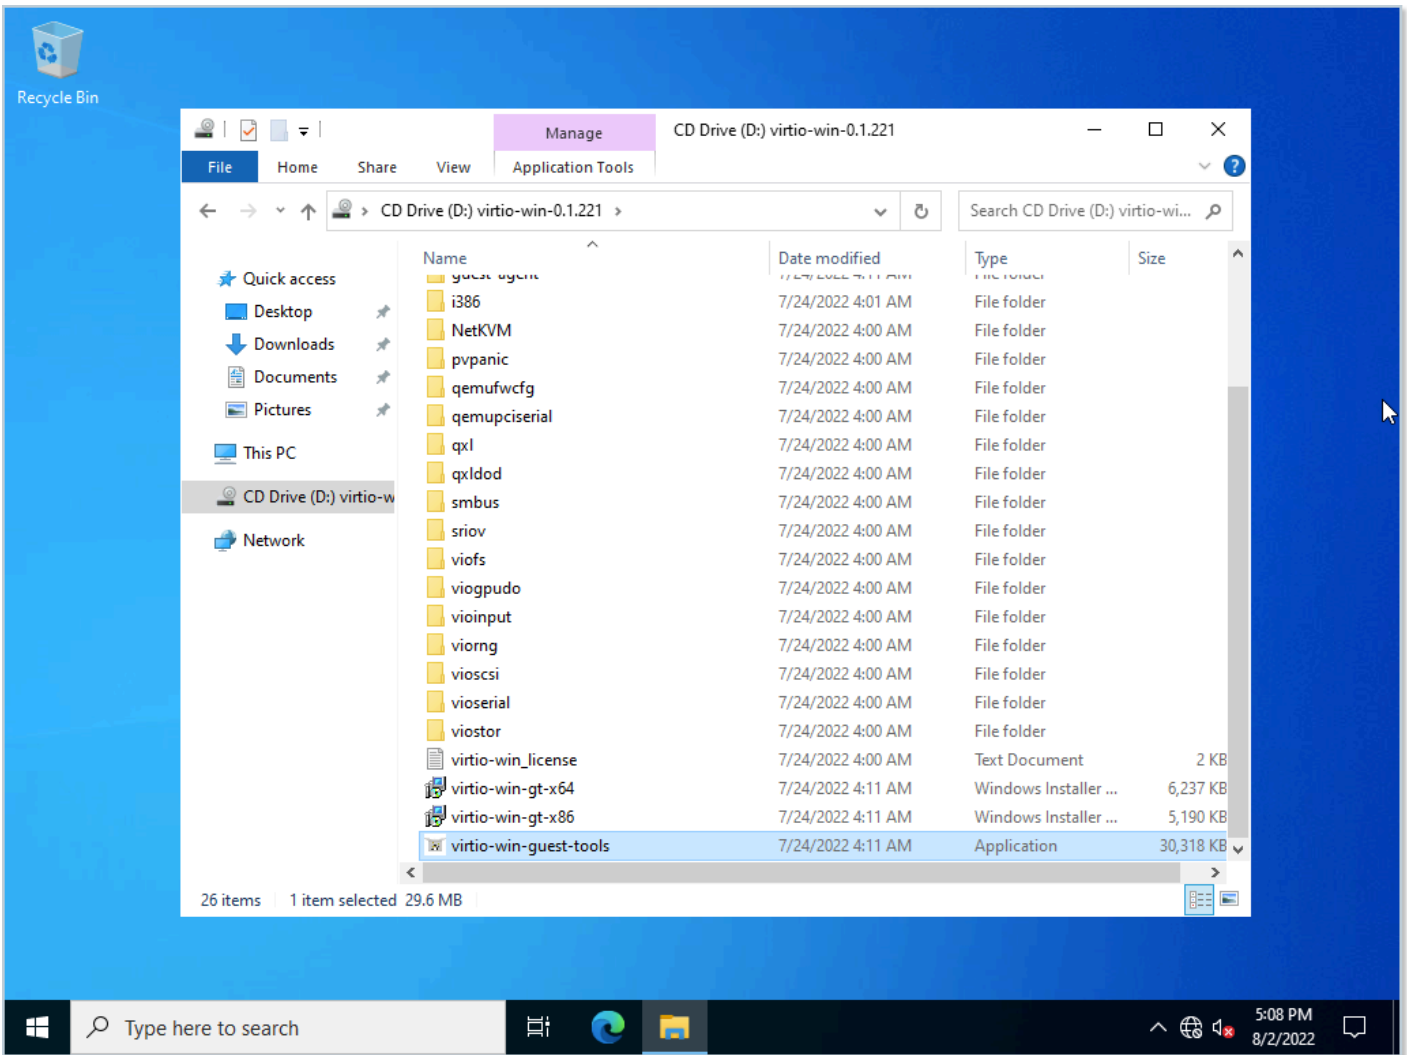 Recycle Bin
Manage
CD Drive (D:) virtio-win-0.1.221
File Home Share View Application Tools
CD Drive (D:) virtio-win-0.1.221
Search CD Drive (D:) virtio-wi...
Name Date modified Type Size
Quick access
Desktop
Downloads
Documents
Pictures
This PC
CD Drive (D:) virtio-w
Network
guest-agent 7/24/2022 4:11 AM File folder
i386 7/24/2022 4:01 AM File folder
NetKVM 7/24/2022 4:00 AM File folder
pvpanic 7/24/2022 4:00 AM File folder
qemufwcfg 7/24/2022 4:00 AM File folder
qemupciserial 7/24/2022 4:00 AM File folder
qxl 7/24/2022 4:00 AM File folder
qxldod 7/24/2022 4:00 AM File folder
smbus 7/24/2022 4:00 AM File folder
sriov 7/24/2022 4:00 AM File folder
viofs 7/24/2022 4:00 AM File folder
viogpudo 7/24/2022 4:00 AM File folder
vioinput 7/24/2022 4:00 AM File folder
viorng 7/24/2022 4:00 AM File folder
vioscsi 7/24/2022 4:00 AM File folder
vioserial 7/24/2022 4:00 AM File folder
viostor 7/24/2022 4:00 AM File folder
virtio-win_license 7/24/2022 4:00 AM Text Document 2 KB
virtio-win-gt-x64 7/24/2022 4:11 AM Windows Installer ... 6,237 KB
virtio-win-gt-x86 7/24/2022 4:11 AM Windows Installer ... 5,190 KB
virtio-win-guest-tools 7/24/2022 4:11 AM Application 30,318 KB
26 items 1 item selected 29.6 MB
Type here to search
5:08 PM
8/2/2022